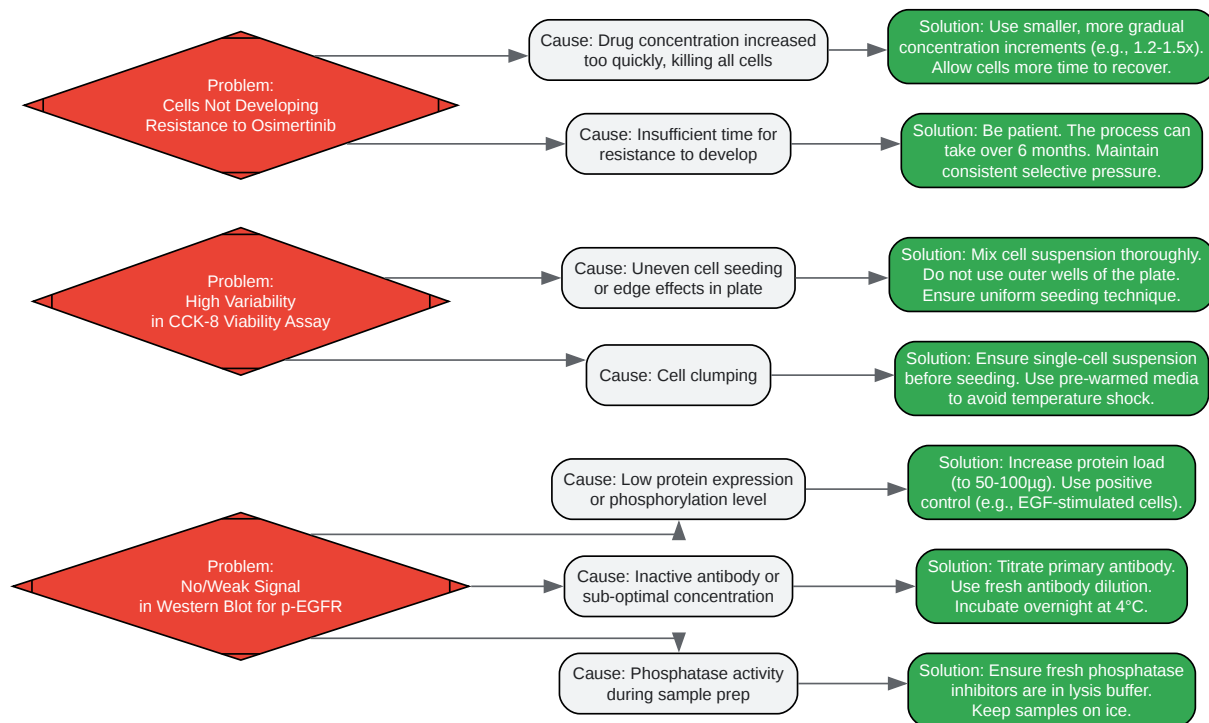 Problem:
Cells Not Developing
Resistance to Osimertinib
Cause: Drug concentration increased
too quickly, killing all cells
Solution: Use smaller, more gradual
concentration increments (e.g., 1.2-1.5x).
Allow cells more time to recover.
Cause: Insufficient time for
resistance to develop
Solution: Be patient. The process can
take over 6 months. Maintain
consistent selective pressure.
Problem:
High Variability
in CCK-8 Viability Assay
Cause: Uneven cell seeding
or edge effects in plate
Solution: Mix cell suspension thoroughly.
Do not use outer wells of the plate.
Ensure uniform seeding technique.
Cause: Cell clumping
Solution: Ensure single-cell suspension
before seeding. Use pre-warmed media
to avoid temperature shock.
Problem:
No/Weak Signal
in Western Blot for p-EGFR
Cause: Low protein expression
or phosphorylation level
Solution: Increase protein load
(to 50-100µg). Use positive
control (e.g., EGF-stimulated cells).
Cause: Inactive antibody or
sub-optimal concentration
Solution: Titrate primary antibody.
Use fresh antibody dilution.
Incubate overnight at 4°C.
Cause: Phosphatase activity
during sample prep
Solution: Ensure fresh phosphatase
inhibitors are in lysis buffer.
Keep samples on ice.